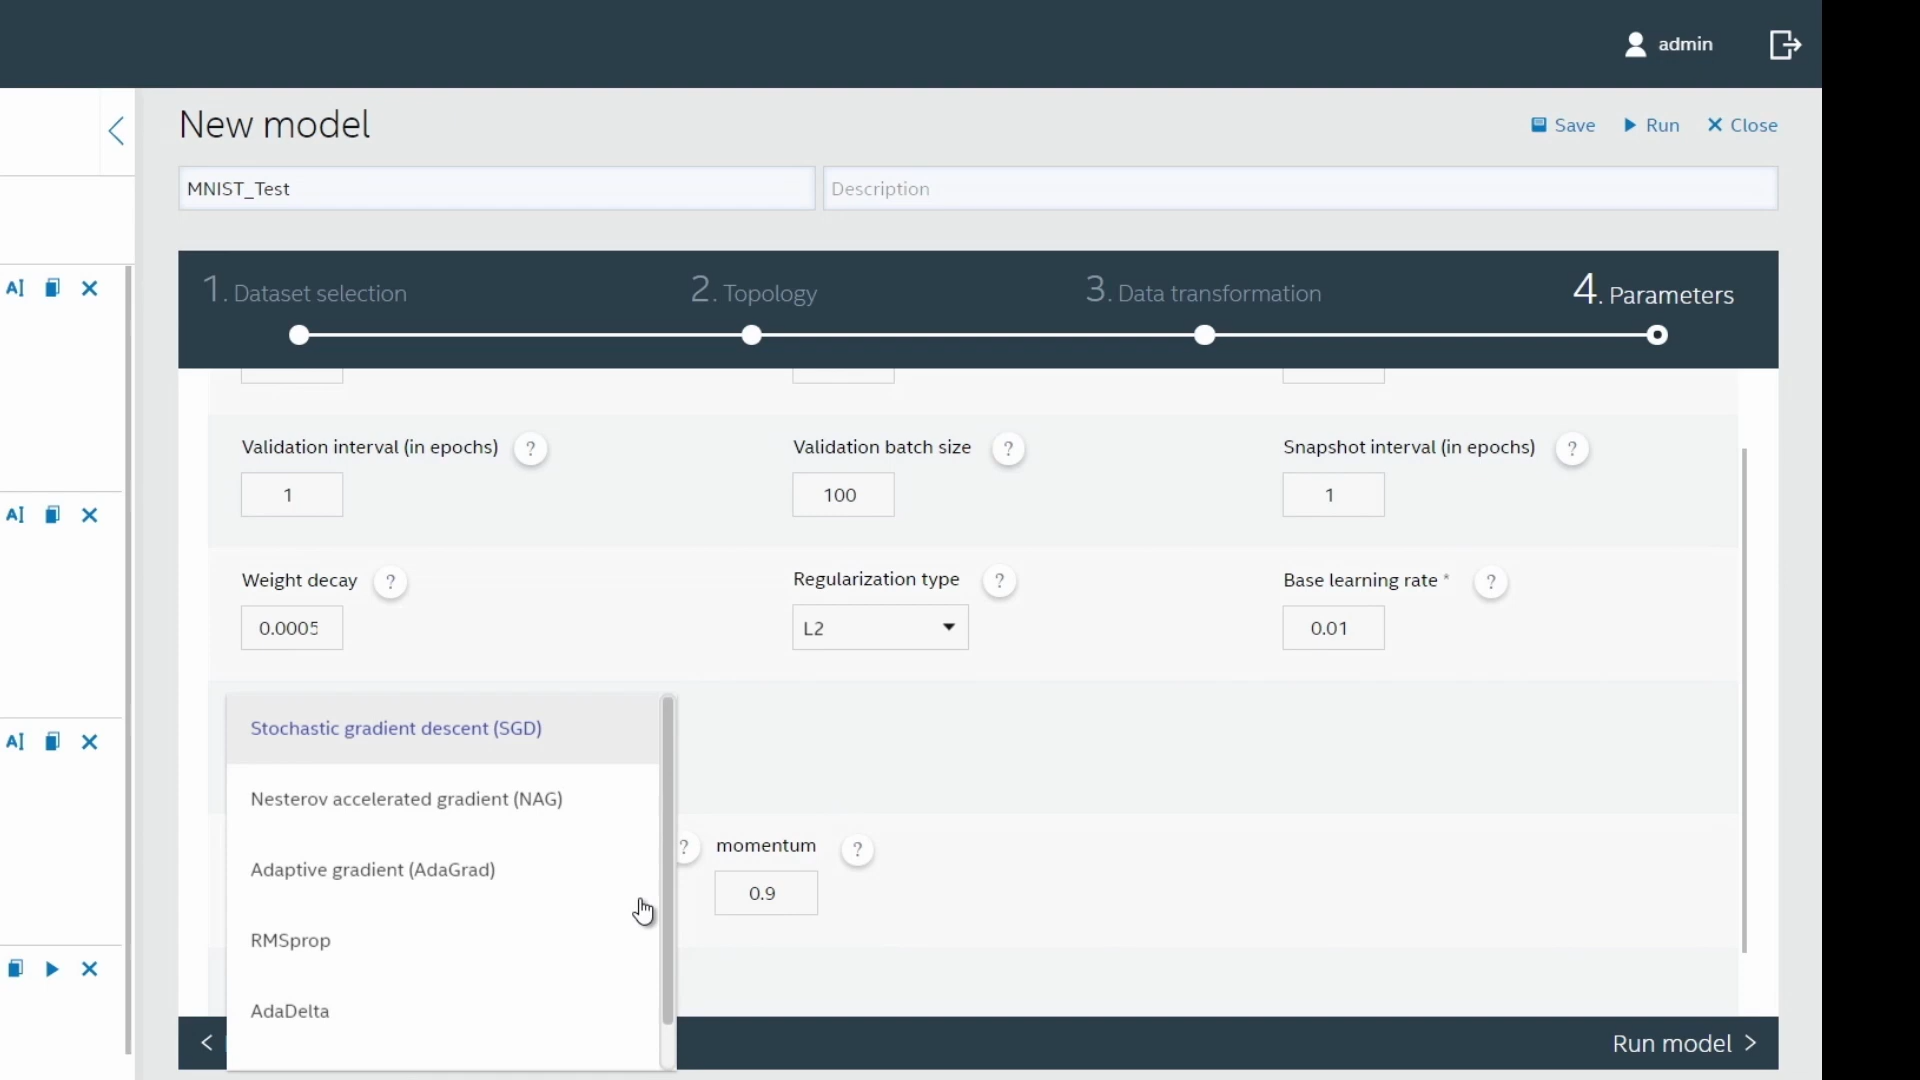 admin
New model
Save Run Close
MNIST_Test Description
1. Dataset selection 2. Topology 3. Data transformation 4. Parameters
Validation interval (in epochs) ? Validation batch size ? Snapshot interval (in epochs) ?
1 100 1
Weight decay ? Regularization type ? Base learning rate * ?
0.0005 L2 0.01
Stochastic gradient descent (SGD)
Nesterov accelerated gradient (NAG)
? momentum ?
Adaptive gradient (AdaGrad)
0.9
RMSprop
AdaDelta
Run model